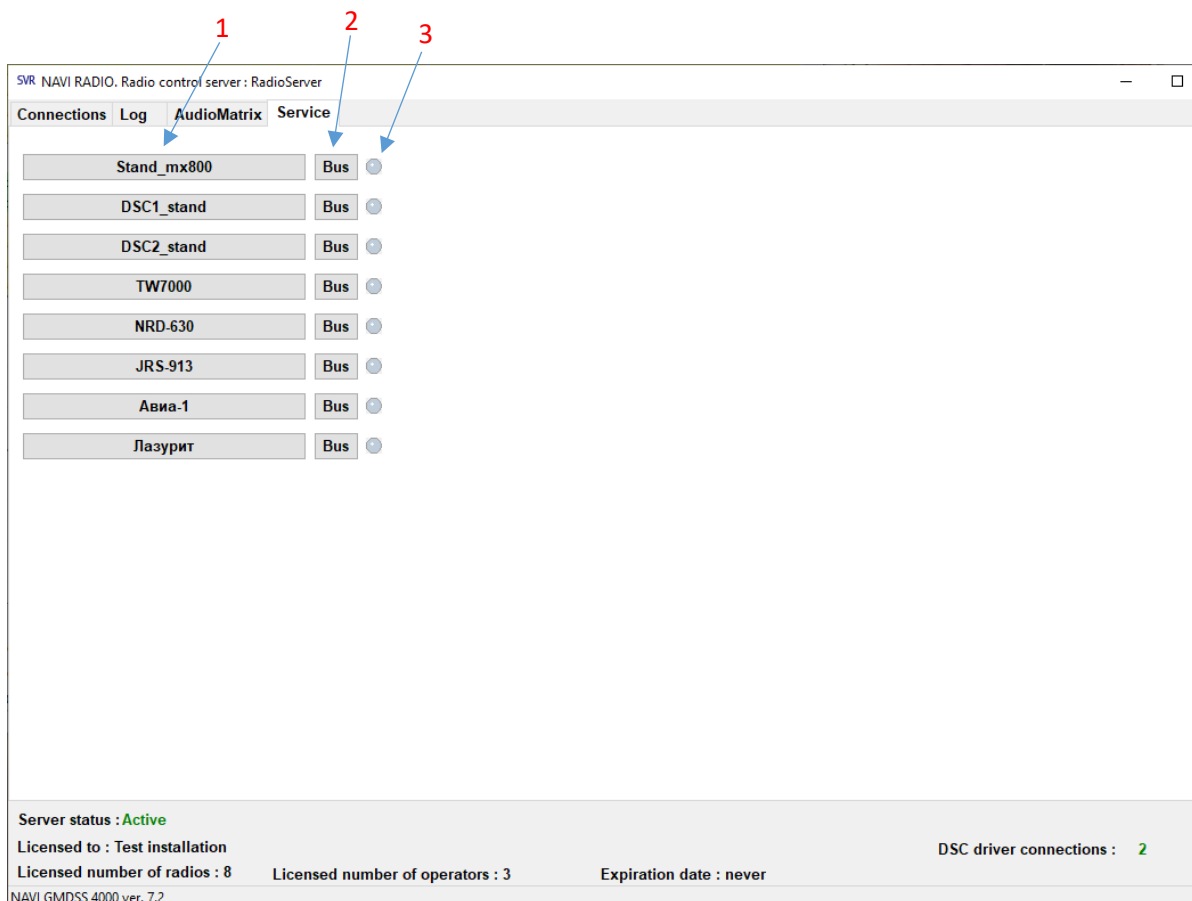 1 2 3
SVR NAVI RADIO. Radio control server : RadioServer
Connections Log AudioMatrix Service
Stand_mx800 Bus
DSC1_stand Bus
DSC2_stand Bus
TW7000 Bus
NRD-630 Bus
JRS-913 Bus
Авиа-1 Bus
Лазурит Bus
Server status : Active
Licensed to : Test installation
DSC driver connections : 2
Licensed number of radios : 8 Licensed number of operators : 3 Expiration date : never
NAVI GMDSS 4000 ver. 7.2